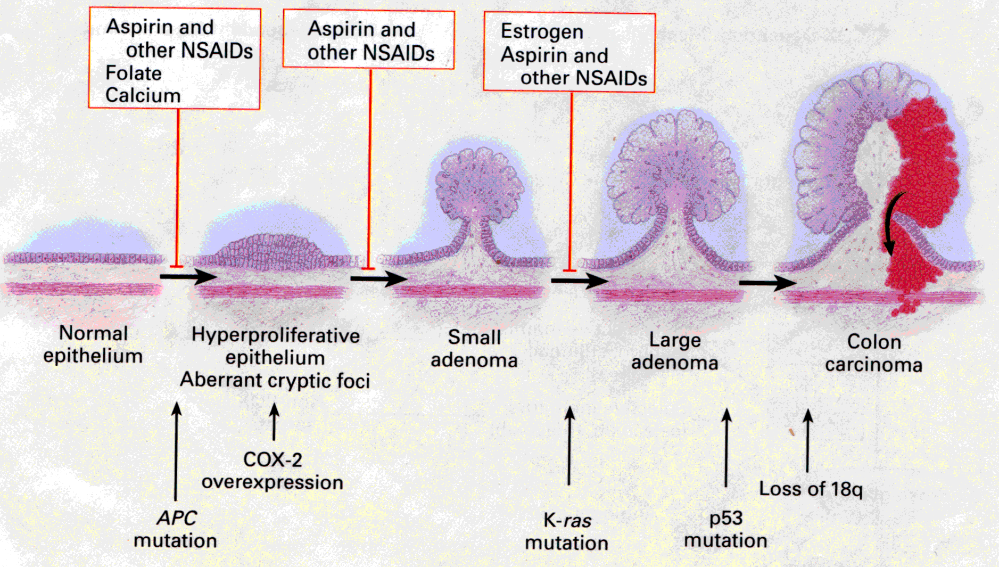 Aspirin and
other NSAIDs
Folate
Calcium
Aspirin and
other NSAIDs
Estrogen
Aspirin and
other NSAIDs
Normal
epithelium
Hyperproliferative
epithelium
Aberrant cryptic foci
Small
adenoma
Large
adenoma
Colon
carcinoma
COX-2
overexpression
APC
mutation
K-ras
mutation
p53
mutation
Loss of 18q